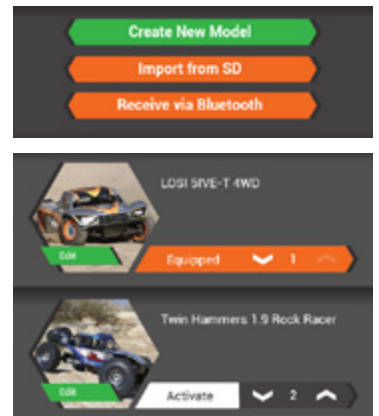 Create New Model
Import from SD
Receive via Bluetooth
LOSI 5IVE-T 4WD
Edit
Equipped 1
Twin Hammers 1.9 Rock Racer
Edit
Activate 2